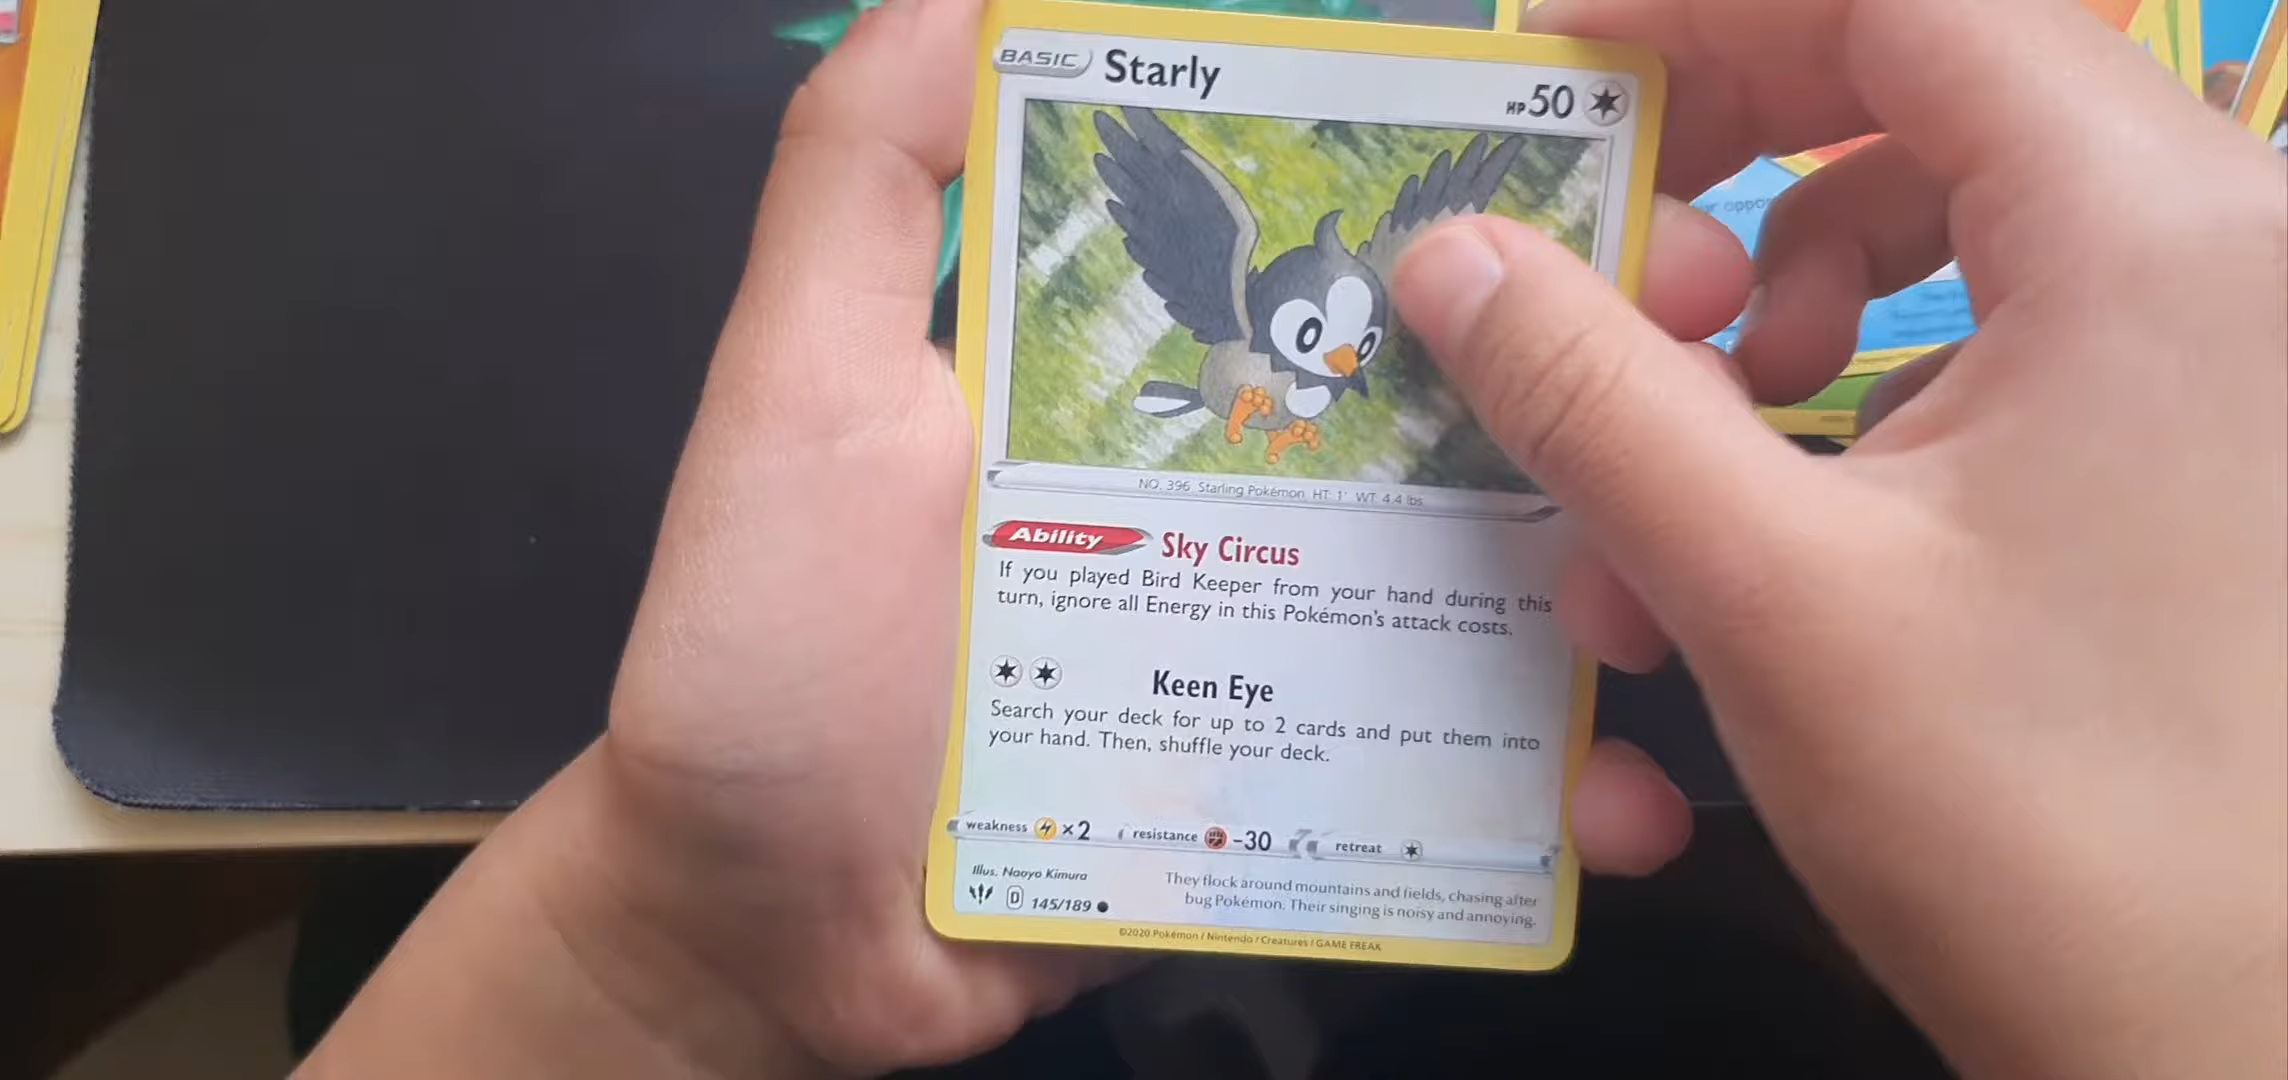 BASIC Starly HP 50
NO. 396 Starling Pokémon HT: 1' WT: 4.4 lbs
Ability Sky Circus
If you played Bird Keeper from your hand during this
turn, ignore all Energy in this Pokémon's attack costs.
Keen Eye
Search your deck for up to 2 cards and put them into
your hand. Then, shuffle your deck.
weakness ×2 resistance -30 retreat
Illus. Naoyo Kimura
D 145/189
They flock around mountains and fields, chasing after
bug Pokémon. Their singing is noisy and annoying.
©2020 Pokémon / Nintendo / Creatures / GAME FREAK